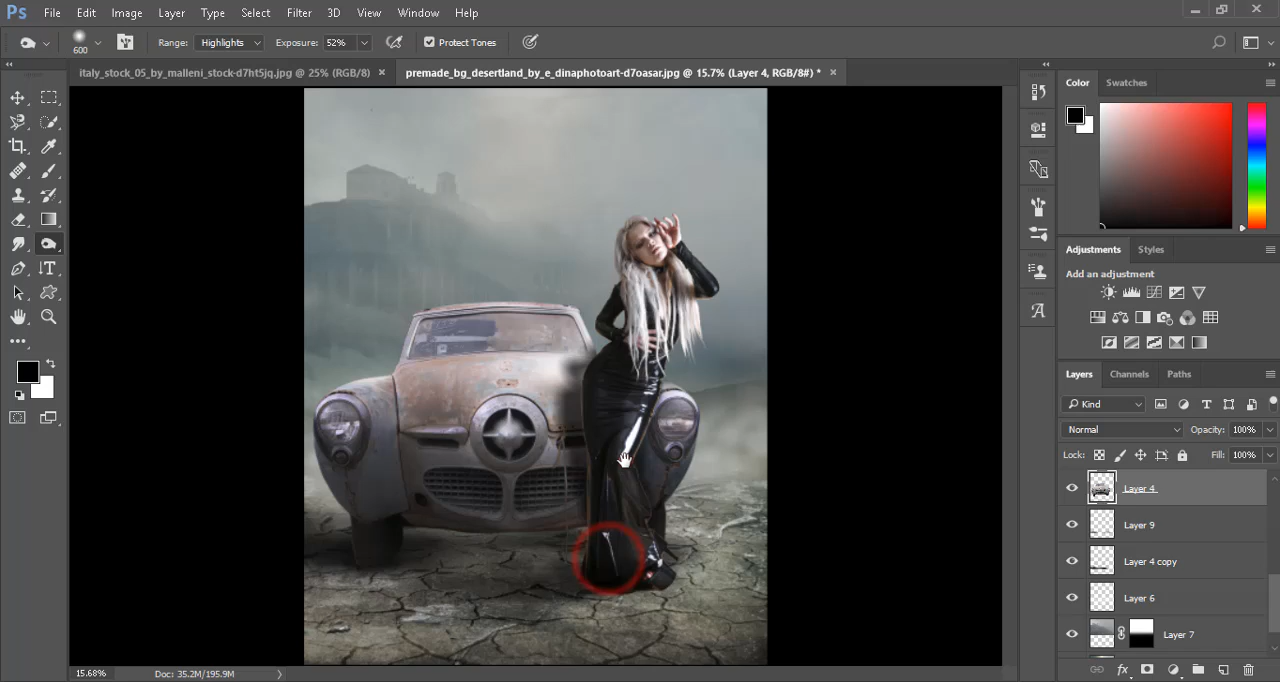 Ps File Edit Image Layer Type Select Filter 3D View Window Help
600 Range: Highlights Exposure: 52% Protect Tones
italy_stock_05_by_malleni_stock-d7ht5jq.jpg @ 25% (RGB/8) × premade_bg_desertland_by_e_dinaphotoart-d7oasar.jpg @ 15.7% (Layer 4, RGB/8#) * ×
Color Swatches
Adjustments Styles
Add an adjustment
Layers Channels Paths
Kind
Normal Opacity: 100%
Lock: Fill: 100%
Layer 4
Layer 9
Layer 4 copy
Layer 6
Layer 7
15.68% Doc: 35.2M/195.9M